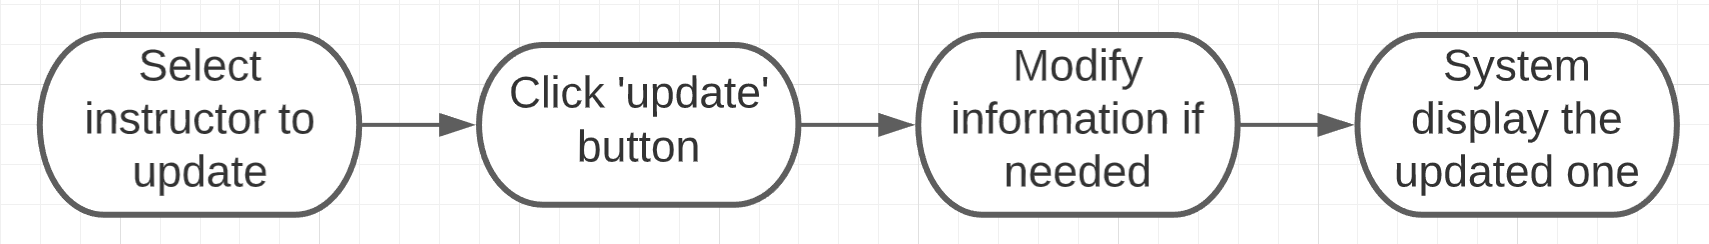 Select
instructor to
update
Click 'update'
button
Modify
information if
needed
System
display the
updated one